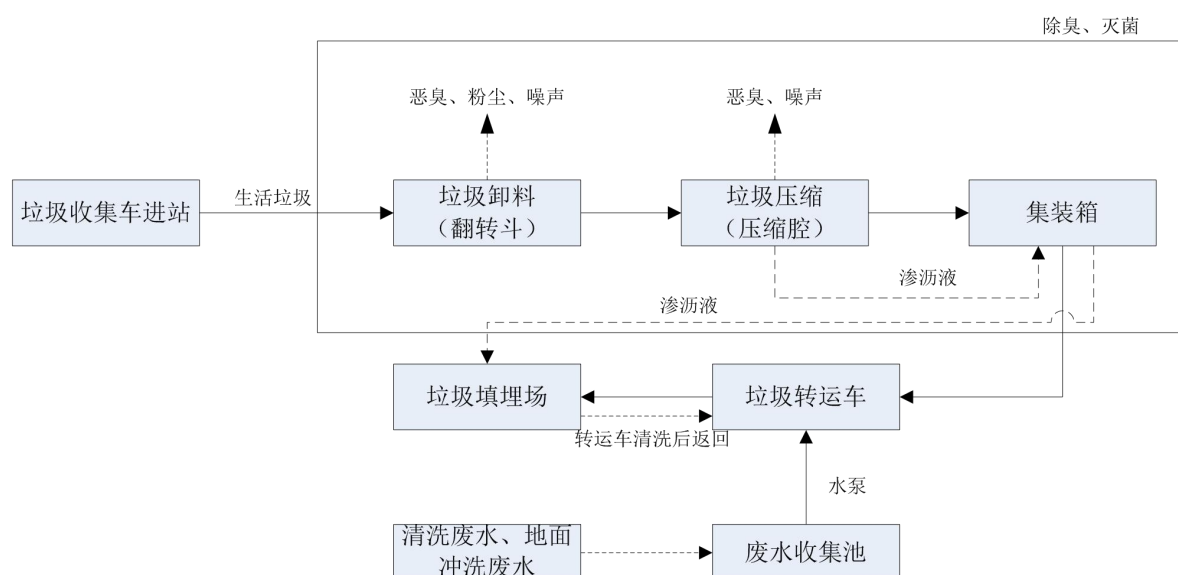 除臭、灭菌
恶臭、粉尘、噪声
恶臭、噪声
垃圾收集车进站
生活垃圾
垃圾卸料
（翻转斗）
垃圾压缩
（压缩腔）
集装箱
渗沥液
渗沥液
垃圾填埋场
垃圾转运车
转运车清洗后返回
水泵
清洗废水、地面
冲洗废水
废水收集池